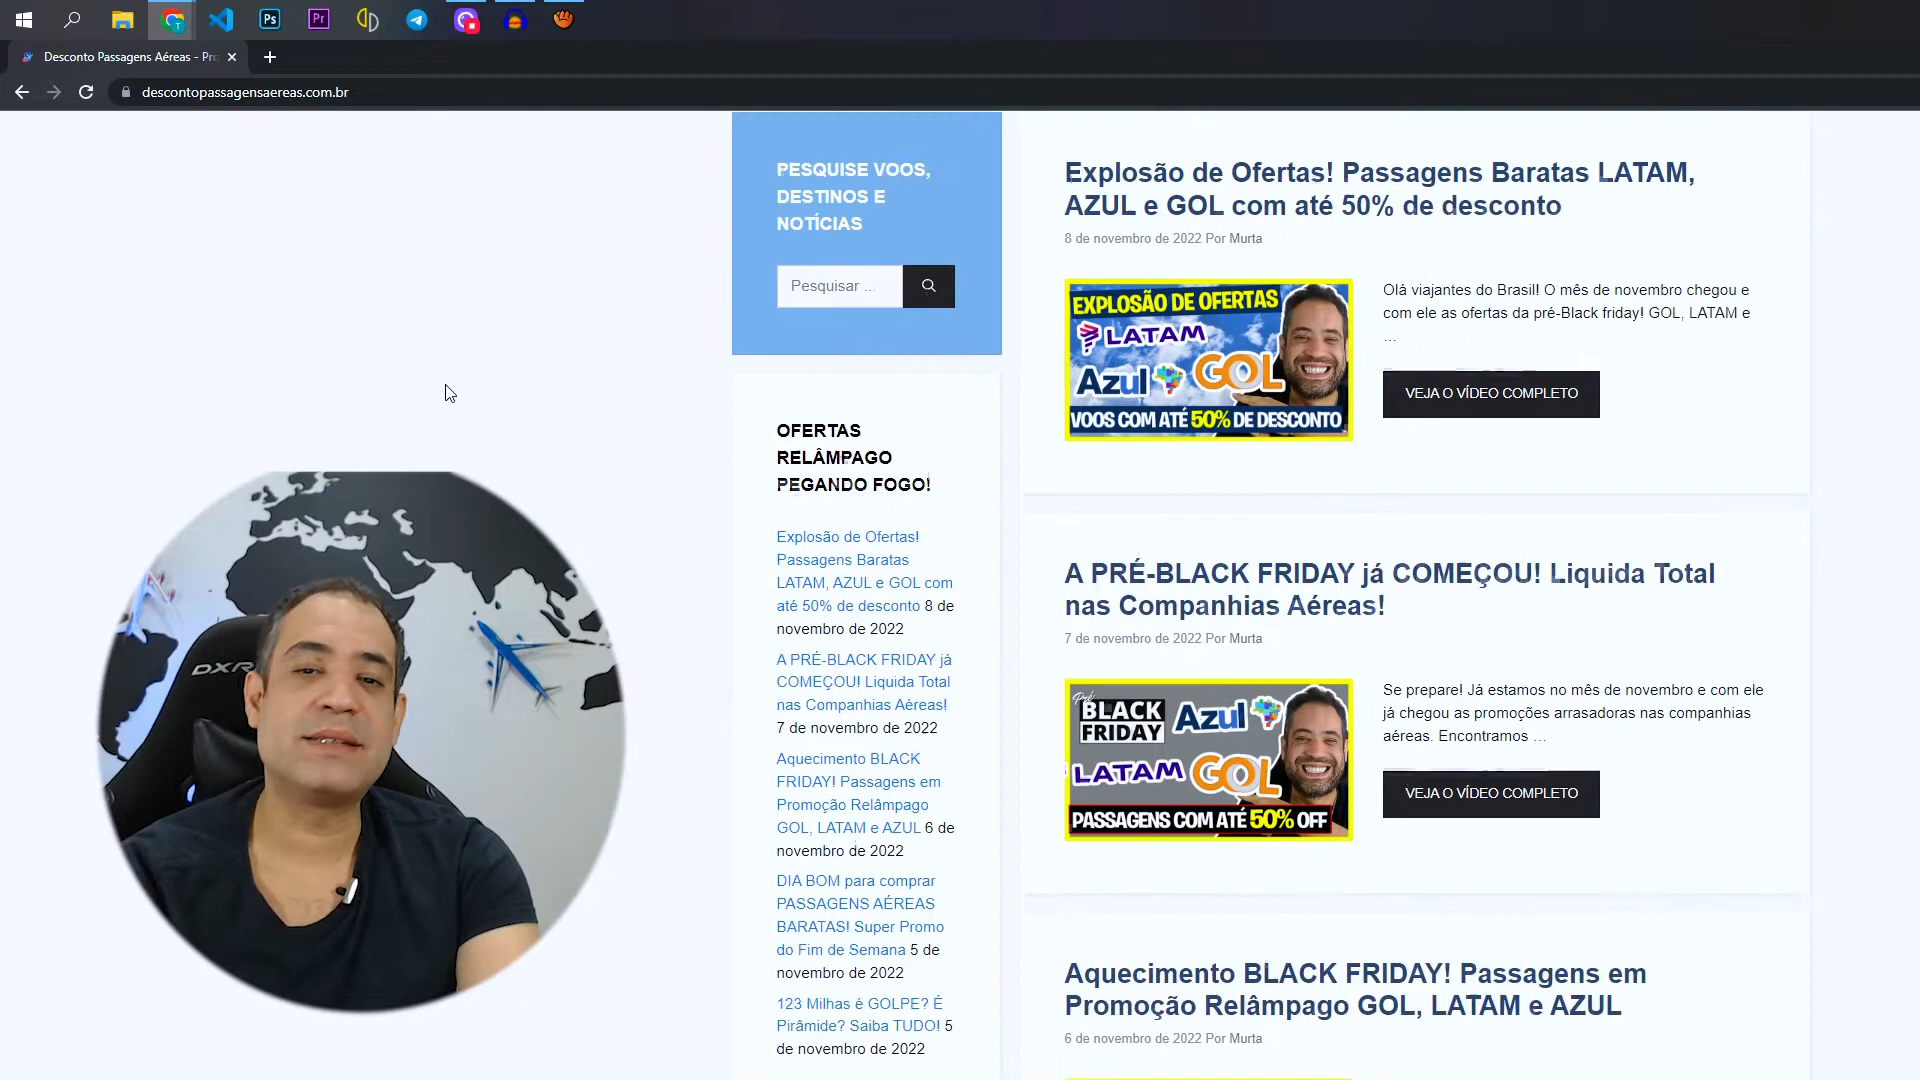 Ps
Pr
Desconto Passagens Aéreas - Pro
descontopassagensaereas.com.br
PESQUISE VOOS,
DESTINOS E
NOTÍCIAS
Pesquisar ...
OFERTAS
RELÂMPAGO
PEGANDO FOGO!
Explosão de Ofertas!
Passagens Baratas
LATAM, AZUL e GOL com
até 50% de desconto 8 de
novembro de 2022
A PRÉ-BLACK FRIDAY já
COMEÇOU! Liquida Total
nas Companhias Aéreas!
7 de novembro de 2022
Aquecimento BLACK
FRIDAY! Passagens em
Promoção Relâmpago
GOL, LATAM e AZUL 6 de
novembro de 2022
DIA BOM para comprar
PASSAGENS AÉREAS
BARATAS! Super Promo
do Fim de Semana 5 de
novembro de 2022
123 Milhas é GOLPE? É
Pirâmide? Saiba TUDO! 5
de novembro de 2022
Explosão de Ofertas! Passagens Baratas LATAM,
AZUL e GOL com até 50% de desconto
8 de novembro de 2022 Por Murta
EXPLOSÃO DE OFERTAS
LATAM
Azul
GOL
VOOS COM ATÉ 50% DE DESCONTO
Olá viajantes do Brasil! O mês de novembro chegou e
com ele as ofertas da pré-Black friday! GOL, LATAM e
...
VEJA O VÍDEO COMPLETO
A PRÉ-BLACK FRIDAY já COMEÇOU! Liquida Total
nas Companhias Aéreas!
7 de novembro de 2022 Por Murta
Pré
BLACK
FRIDAY
Azul
LATAM
GOL
PASSAGENS COM ATÉ 50% OFF
Se prepare! Já estamos no mês de novembro e com ele
já chegou as promoções arrasadoras nas companhias
aéreas. Encontramos ...
VEJA O VÍDEO COMPLETO
Aquecimento BLACK FRIDAY! Passagens em
Promoção Relâmpago GOL, LATAM e AZUL
6 de novembro de 2022 Por Murta
DXR